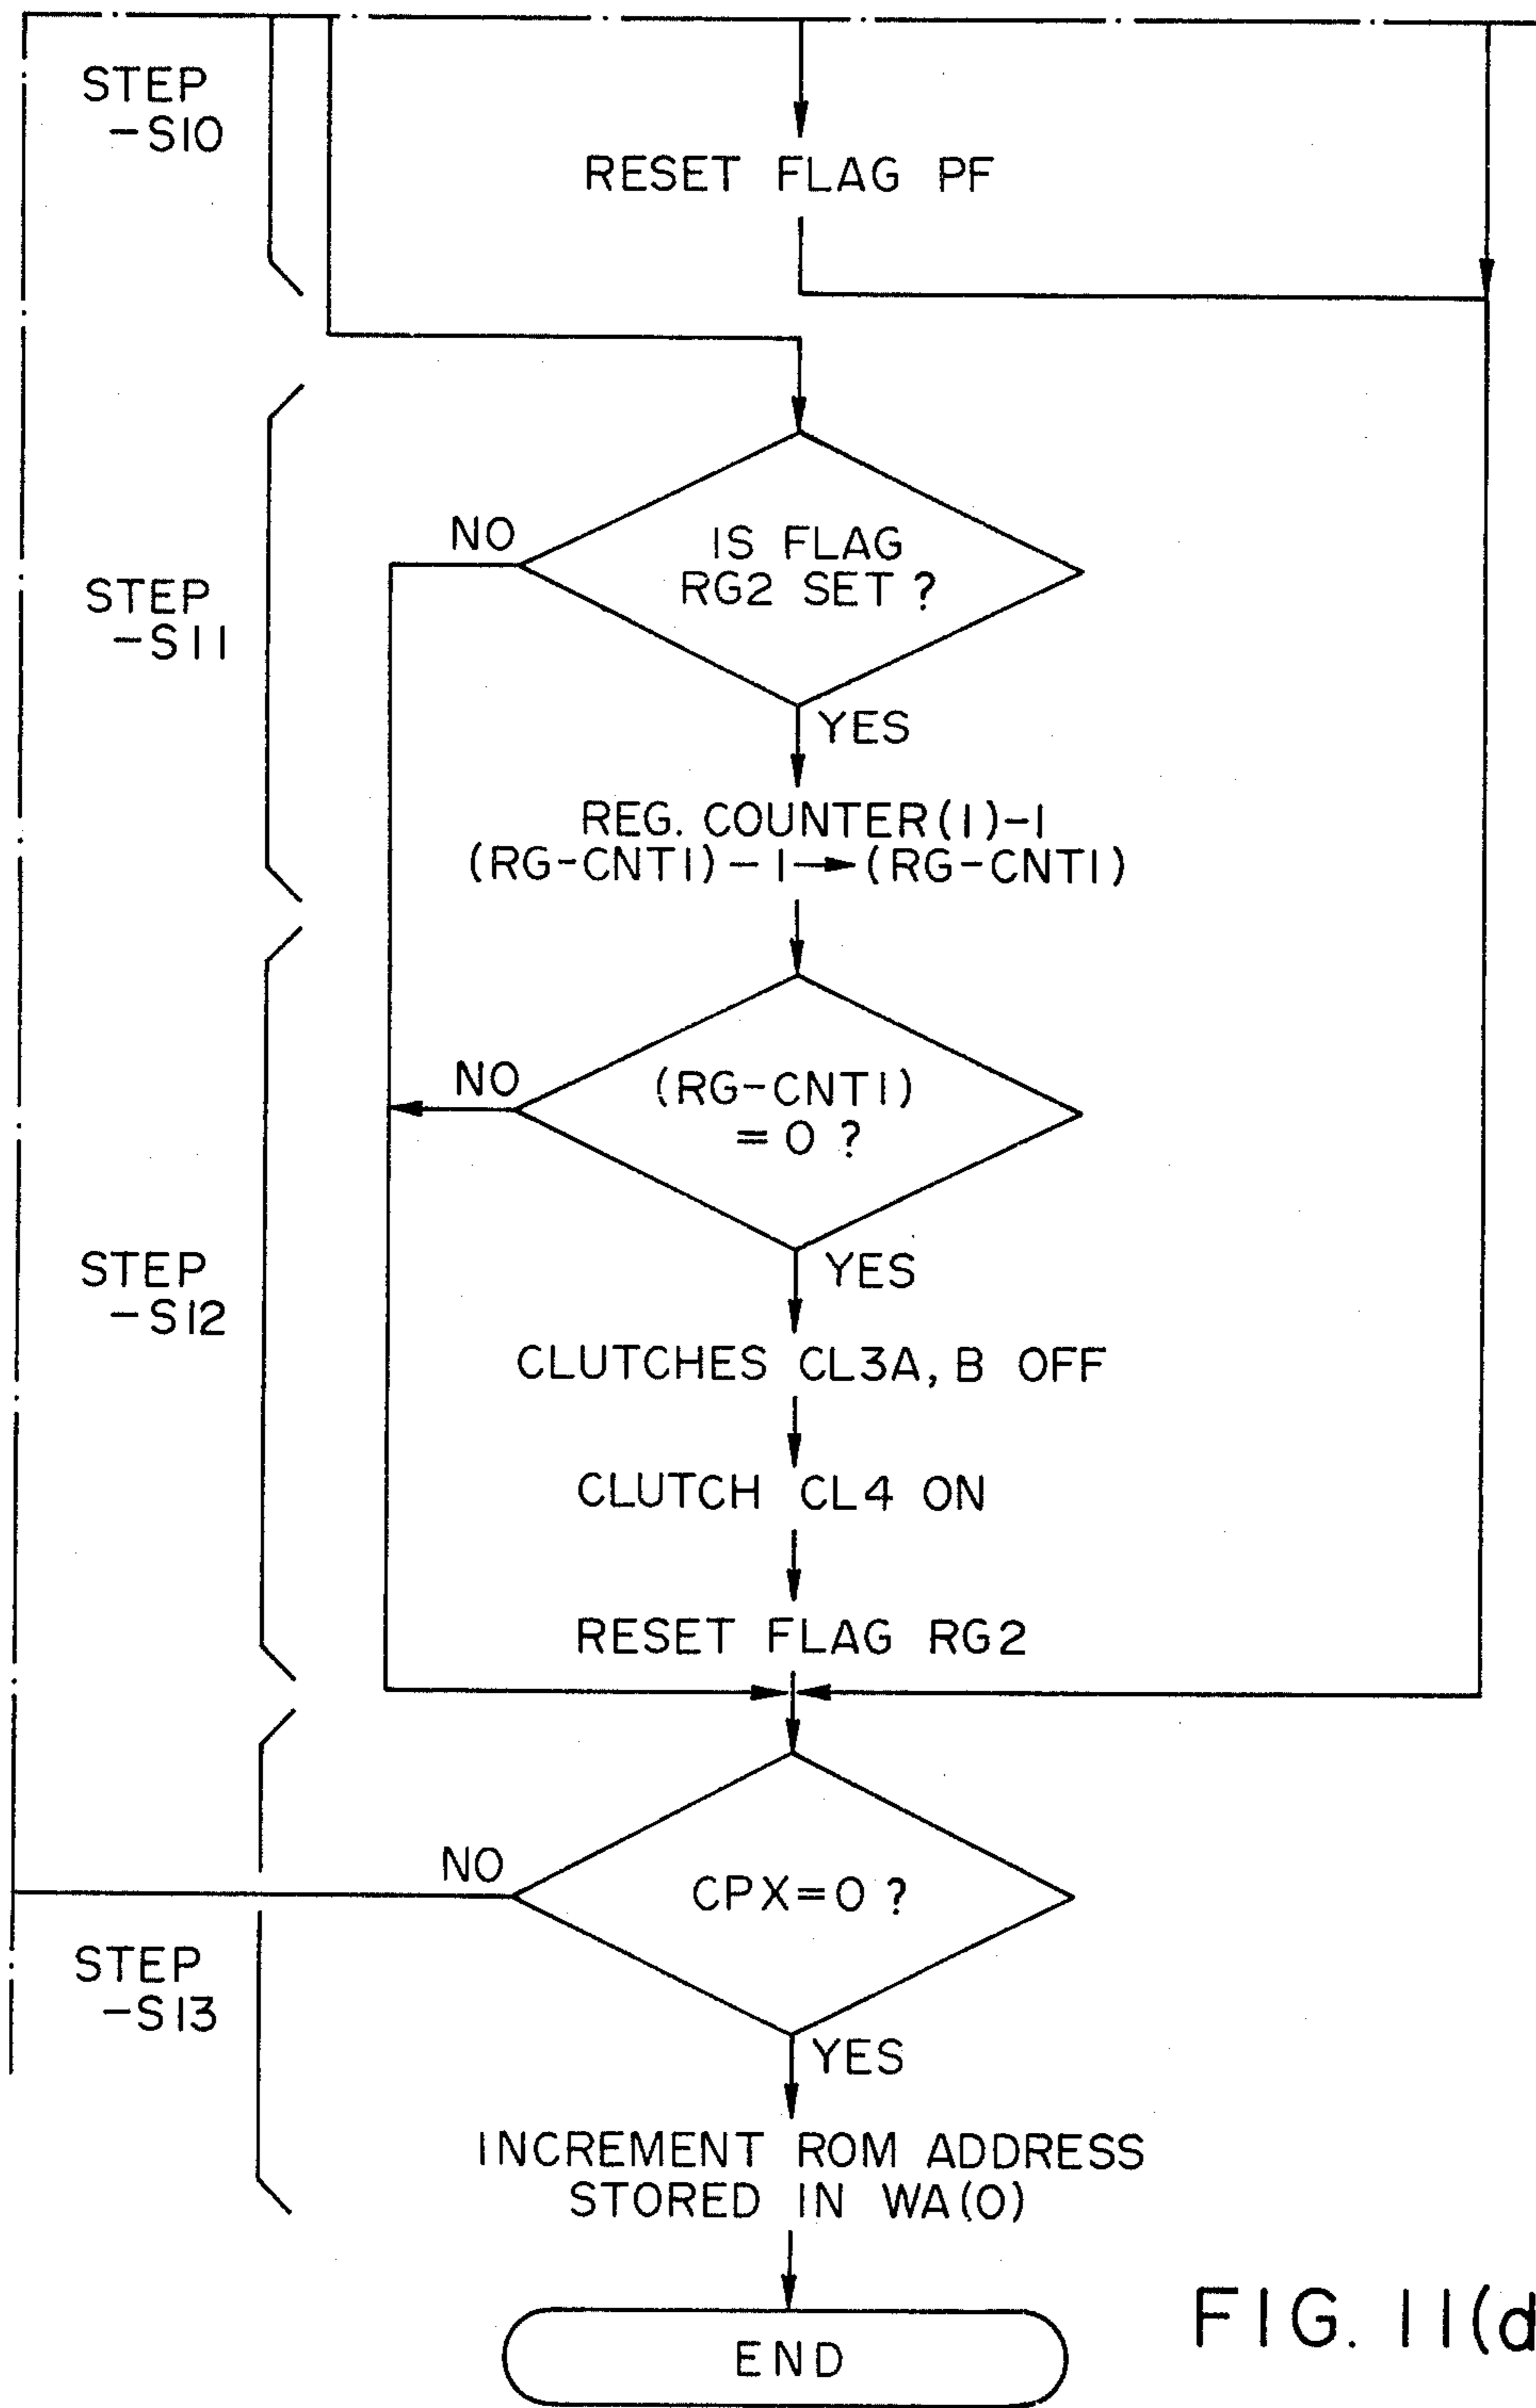 STEP
-S10
RESET FLAG PF
NO
IS FLAG
RG2 SET ?
STEP
-S11
YES
REG. COUNTER(1)-1
(RG-CNT1)-1→(RG-CNT1)
NO
(RG-CNT1)
=0 ?
YES
STEP
-S12
CLUTCHES CL3A, B OFF
CLUTCH CL4 ON
RESET FLAG RG2
NO
CPX=0 ?
STEP
-S13
YES
INCREMENT ROM ADDRESS
STORED IN WA(0)
END
FIG. 11(d